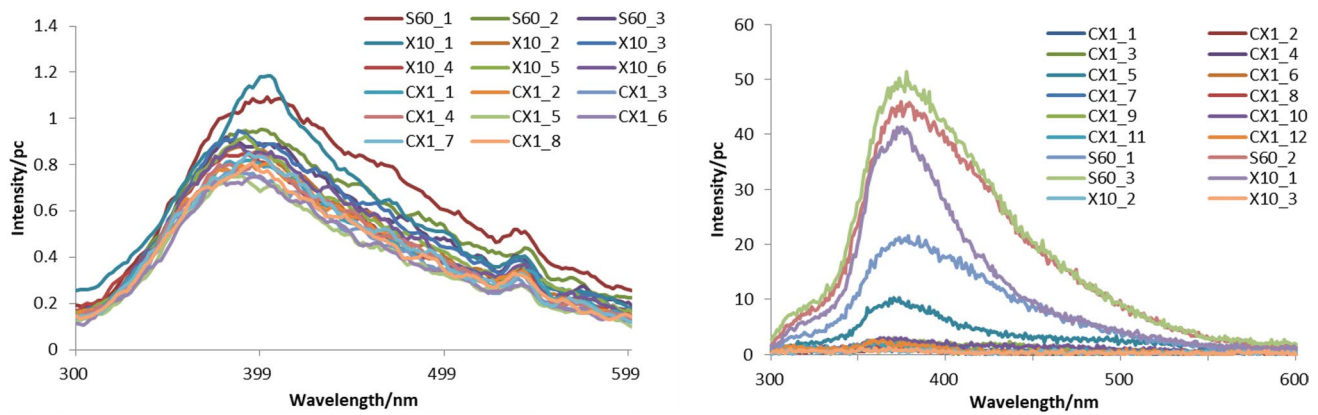 1.4
1.2
1
0.8
0.6
0.4
0.2
0
Intensity/pc
300 399 499 599
Wavelength/nm
S60_1 S60_2 S60_3
X10_1 X10_2 X10_3
X10_4 X10_5 X10_6
CX1_1 CX1_2 CX1_3
CX1_4 CX1_5 CX1_6
CX1_7 CX1_8
60
50
40
30
20
10
0
Intensity/pc
300 400 500 600
Wavelength/nm
CX1_1 CX1_2
CX1_3 CX1_4
CX1_5 CX1_6
CX1_7 CX1_8
CX1_9 CX1_10
CX1_11 CX1_12
S60_1 S60_2
S60_3 X10_1
X10_2 X10_3